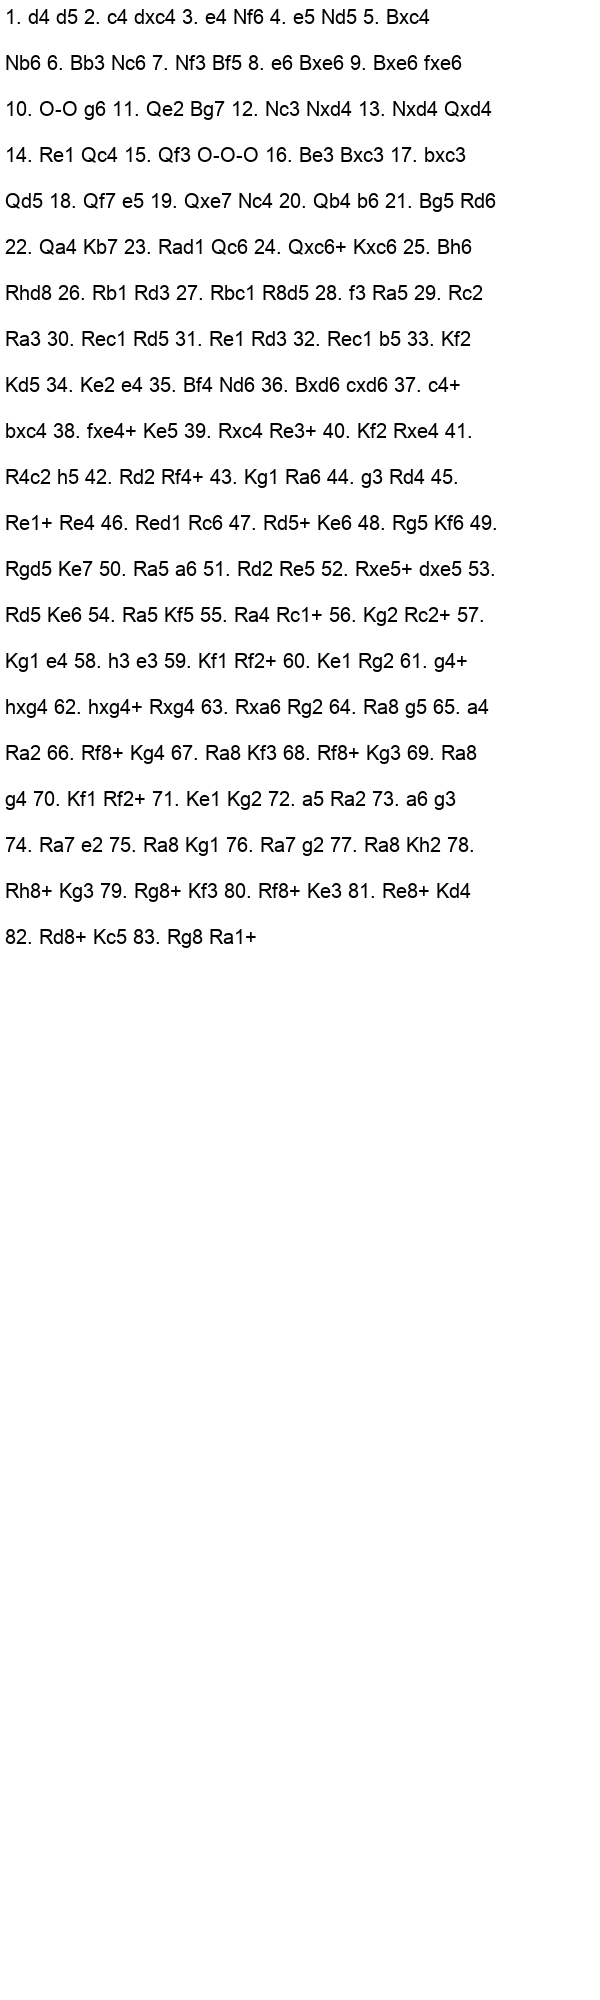 1. d4 d5 2. c4 dxc4 3. e4 Nf6 4. e5 Nd5 5. Bxc4
Nb6 6. Bb3 Nc6 7. Nf3 Bf5 8. e6 Bxe6 9. Bxe6 fxe6
10. O-O g6 11. Qe2 Bg7 12. Nc3 Nxd4 13. Nxd4 Qxd4
14. Re1 Qc4 15. Qf3 O-O-O 16. Be3 Bxc3 17. bxc3
Qd5 18. Qf7 e5 19. Qxe7 Nc4 20. Qb4 b6 21. Bg5 Rd6
22. Qa4 Kb7 23. Rad1 Qc6 24. Qxc6+ Kxc6 25. Bh6
Rhd8 26. Rb1 Rd3 27. Rbc1 R8d5 28. f3 Ra5 29. Rc2
Ra3 30. Rec1 Rd5 31. Re1 Rd3 32. Rec1 b5 33. Kf2
Kd5 34. Ke2 e4 35. Bf4 Nd6 36. Bxd6 cxd6 37. c4+
bxc4 38. fxe4+ Ke5 39. Rxc4 Re3+ 40. Kf2 Rxe4 41.
R4c2 h5 42. Rd2 Rf4+ 43. Kg1 Ra6 44. g3 Rd4 45.
Re1+ Re4 46. Red1 Rc6 47. Rd5+ Ke6 48. Rg5 Kf6 49.
Rgd5 Ke7 50. Ra5 a6 51. Rd2 Re5 52. Rxe5+ dxe5 53.
Rd5 Ke6 54. Ra5 Kf5 55. Ra4 Rc1+ 56. Kg2 Rc2+ 57.
Kg1 e4 58. h3 e3 59. Kf1 Rf2+ 60. Ke1 Rg2 61. g4+
hxg4 62. hxg4+ Rxg4 63. Rxa6 Rg2 64. Ra8 g5 65. a4
Ra2 66. Rf8+ Kg4 67. Ra8 Kf3 68. Rf8+ Kg3 69. Ra8
g4 70. Kf1 Rf2+ 71. Ke1 Kg2 72. a5 Ra2 73. a6 g3
74. Ra7 e2 75. Ra8 Kg1 76. Ra7 g2 77. Ra8 Kh2 78.
Rh8+ Kg3 79. Rg8+ Kf3 80. Rf8+ Ke3 81. Re8+ Kd4
82. Rd8+ Kc5 83. Rg8 Ra1+